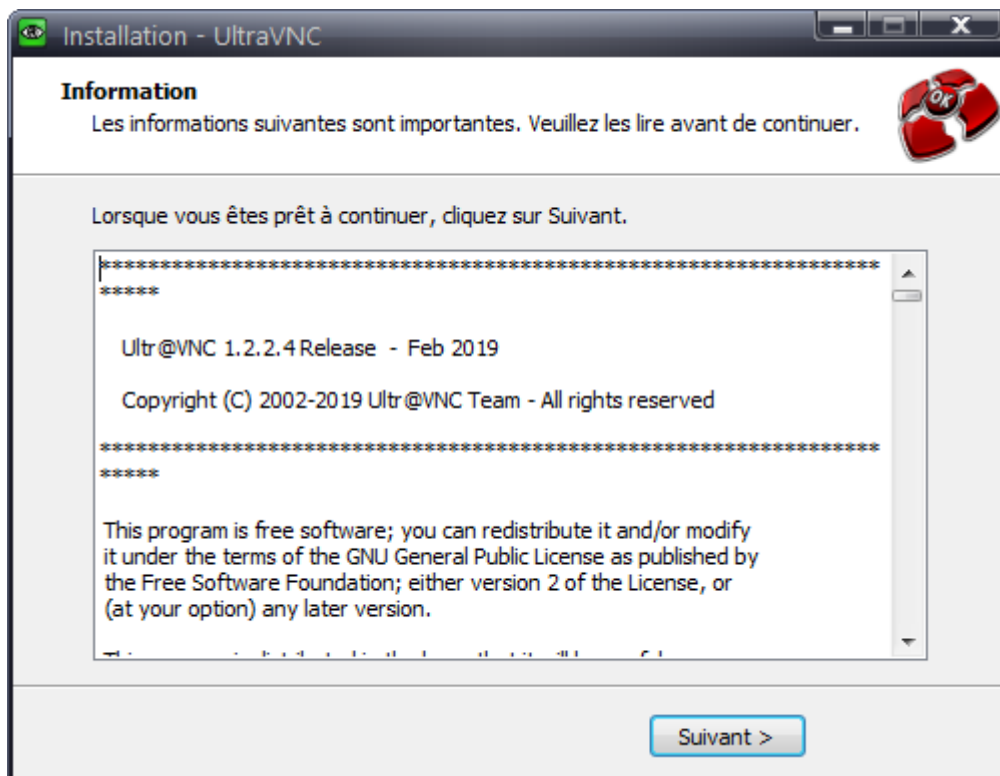 Installation - UltraVNC
Information
Les informations suivantes sont importantes. Veuillez les lire avant de continuer.
OK
Lorsque vous êtes prêt à continuer, cliquez sur Suivant.
*****************************************************************
*****
Ultr@VNC 1.2.2.4 Release - Feb 2019
Copyright (C) 2002-2019 Ultr@VNC Team - All rights reserved
*****************************************************************
*****
This program is free software; you can redistribute it and/or modify
it under the terms of the GNU General Public License as published by
the Free Software Foundation; either version 2 of the License, or
(at your option) any later version.
Suivant >